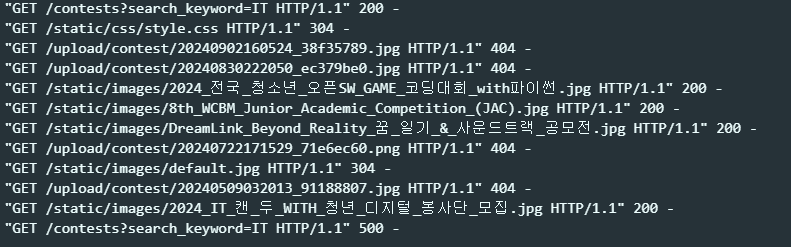 "GET /contests?search_keyword=IT HTTP/1.1" 200 -
"GET /static/css/style.css HTTP/1.1" 304 -
"GET /upload/contest/20240902160524_38f35789.jpg HTTP/1.1" 404 -
"GET /upload/contest/20240830222050_ec379be0.jpg HTTP/1.1" 404 -
"GET /static/images/2024_전국_청소년_오픈SW_GAME_코딩대회_with파이썬.jpg HTTP/1.1" 200 -
"GET /static/images/8th_WCBM_Junior_Academic_Competition_(JAC).jpg HTTP/1.1" 200 -
"GET /static/images/DreamLink_Beyond_Reality_꿈_일기_&_사운드트랙_공모전.jpg HTTP/1.1" 200 -
"GET /upload/contest/20240722171529_71e6ec60.png HTTP/1.1" 404 -
"GET /static/images/default.jpg HTTP/1.1" 304 -
"GET /upload/contest/20240509032013_91188807.jpg HTTP/1.1" 404 -
"GET /static/images/2024_IT_캔_두_WITH_청년_디지털_봉사단_모집.jpg HTTP/1.1" 200 -
"GET /contests?search_keyword=IT HTTP/1.1" 500 -